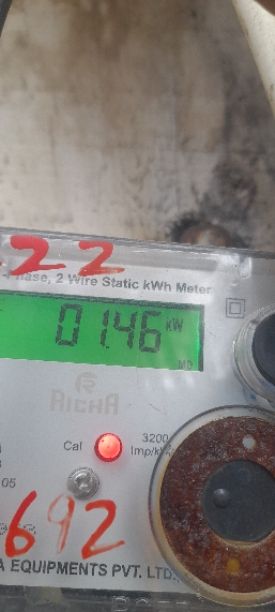 22
Phase, 2 Wire Static kWh Meter
01.46 kW
MD
RICHA
Cal
3200
Imp/k
05
692
A EQUIPMENTS PVT. LTD.